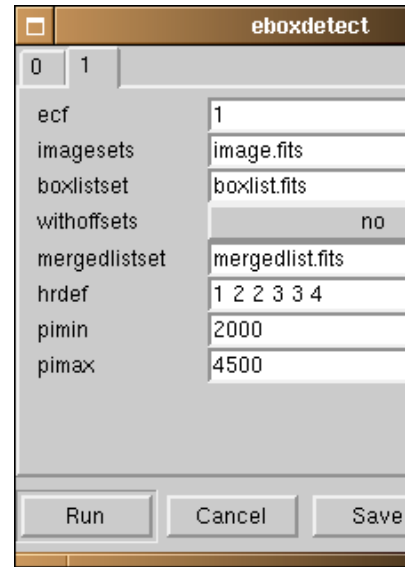 eboxdetect
0 1
ecf 1
imagesets image.fits
boxlistset boxlist.fits
withoffsets no
mergedlistset mergedlist.fits
hrdef 1 2 2 3 3 4
pimin 2000
pimax 4500
Run Cancel Save